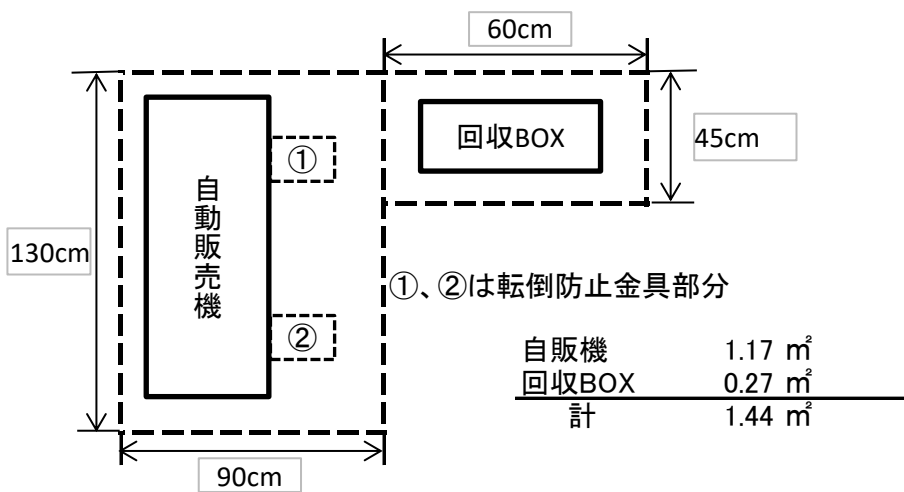 60cm
①
回収BOX
45cm
自動販売機
130cm
①、②は転倒防止金具部分
②
自販機 1.17 ㎡
回収BOX 0.27 ㎡
計 1.44 ㎡
90cm